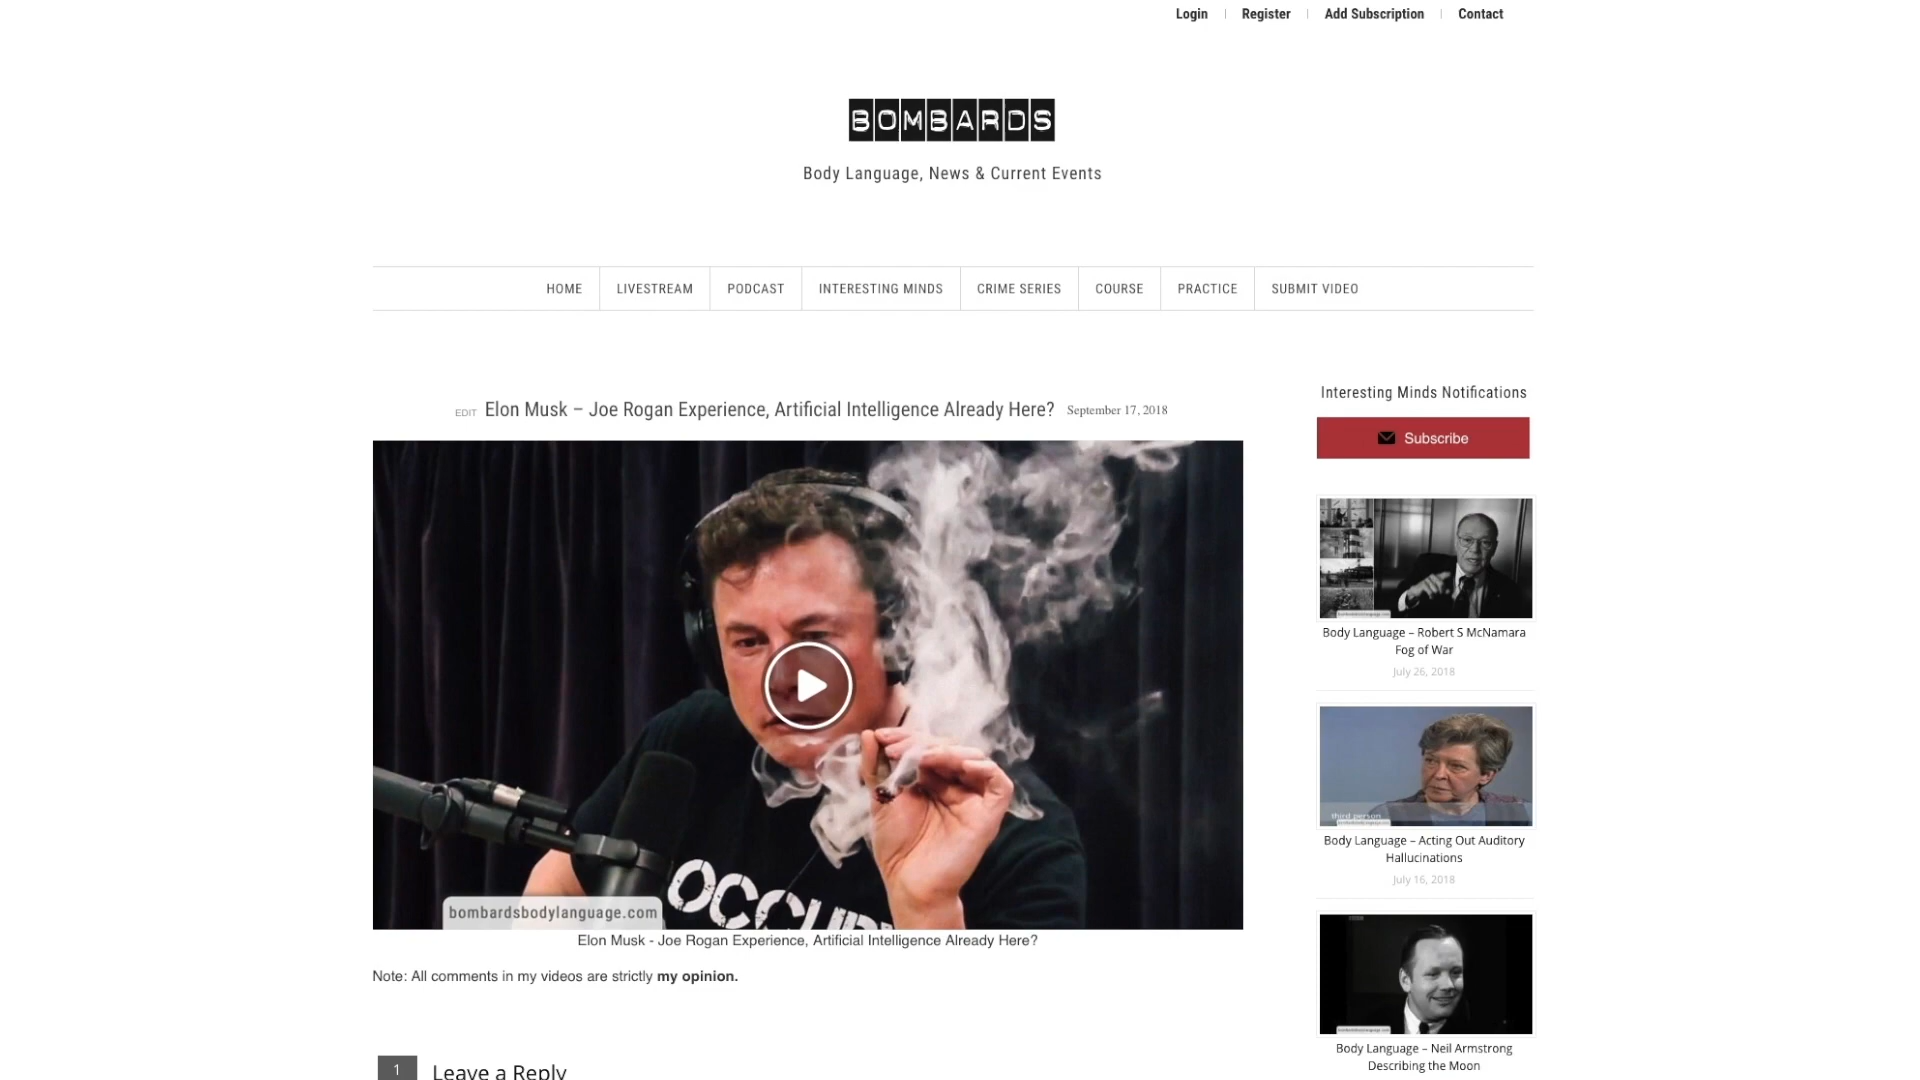 Login
Register
Add Subscription
Contact
BOMBARDS
Body Language, News & Current Events
HOME
LIVESTREAM
PODCAST
INTERESTING MINDS
CRIME SERIES
COURSE
PRACTICE
SUBMIT VIDEO
EDIT Elon Musk – Joe Rogan Experience, Artificial Intelligence Already Here? September 17, 2018
bombardsbodylanguage.com
Elon Musk - Joe Rogan Experience, Artificial Intelligence Already Here?
Note: All comments in my videos are strictly my opinion.
1
Leave a Reply
Interesting Minds Notifications
Subscribe
Body Language – Robert S McNamara
Fog of War
July 26, 2018
third person
Body Language – Acting Out Auditory
Hallucinations
July 16, 2018
Body Language – Neil Armstrong
Describing the Moon